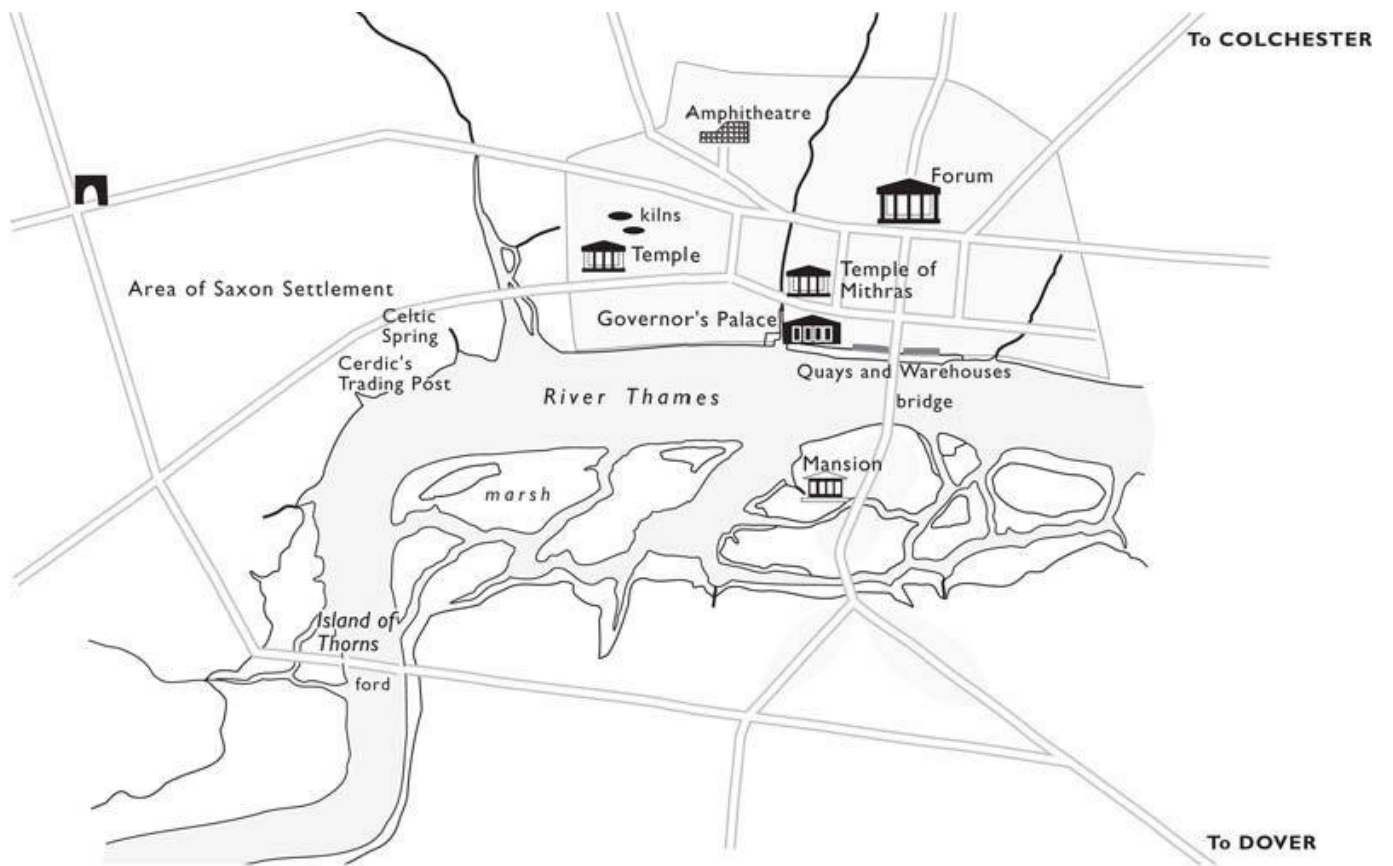 To COLCHESTER
Amphitheatre
Forum
kilns
Temple
Temple of
Mithras
Area of Saxon Settlement
Celtic
Spring
Governor's Palace
Cerdic's
Trading Post
Quays and Warehouses
River Thames
bridge
Mansion
marsh
Island of
Thorns
ford
To DOVER